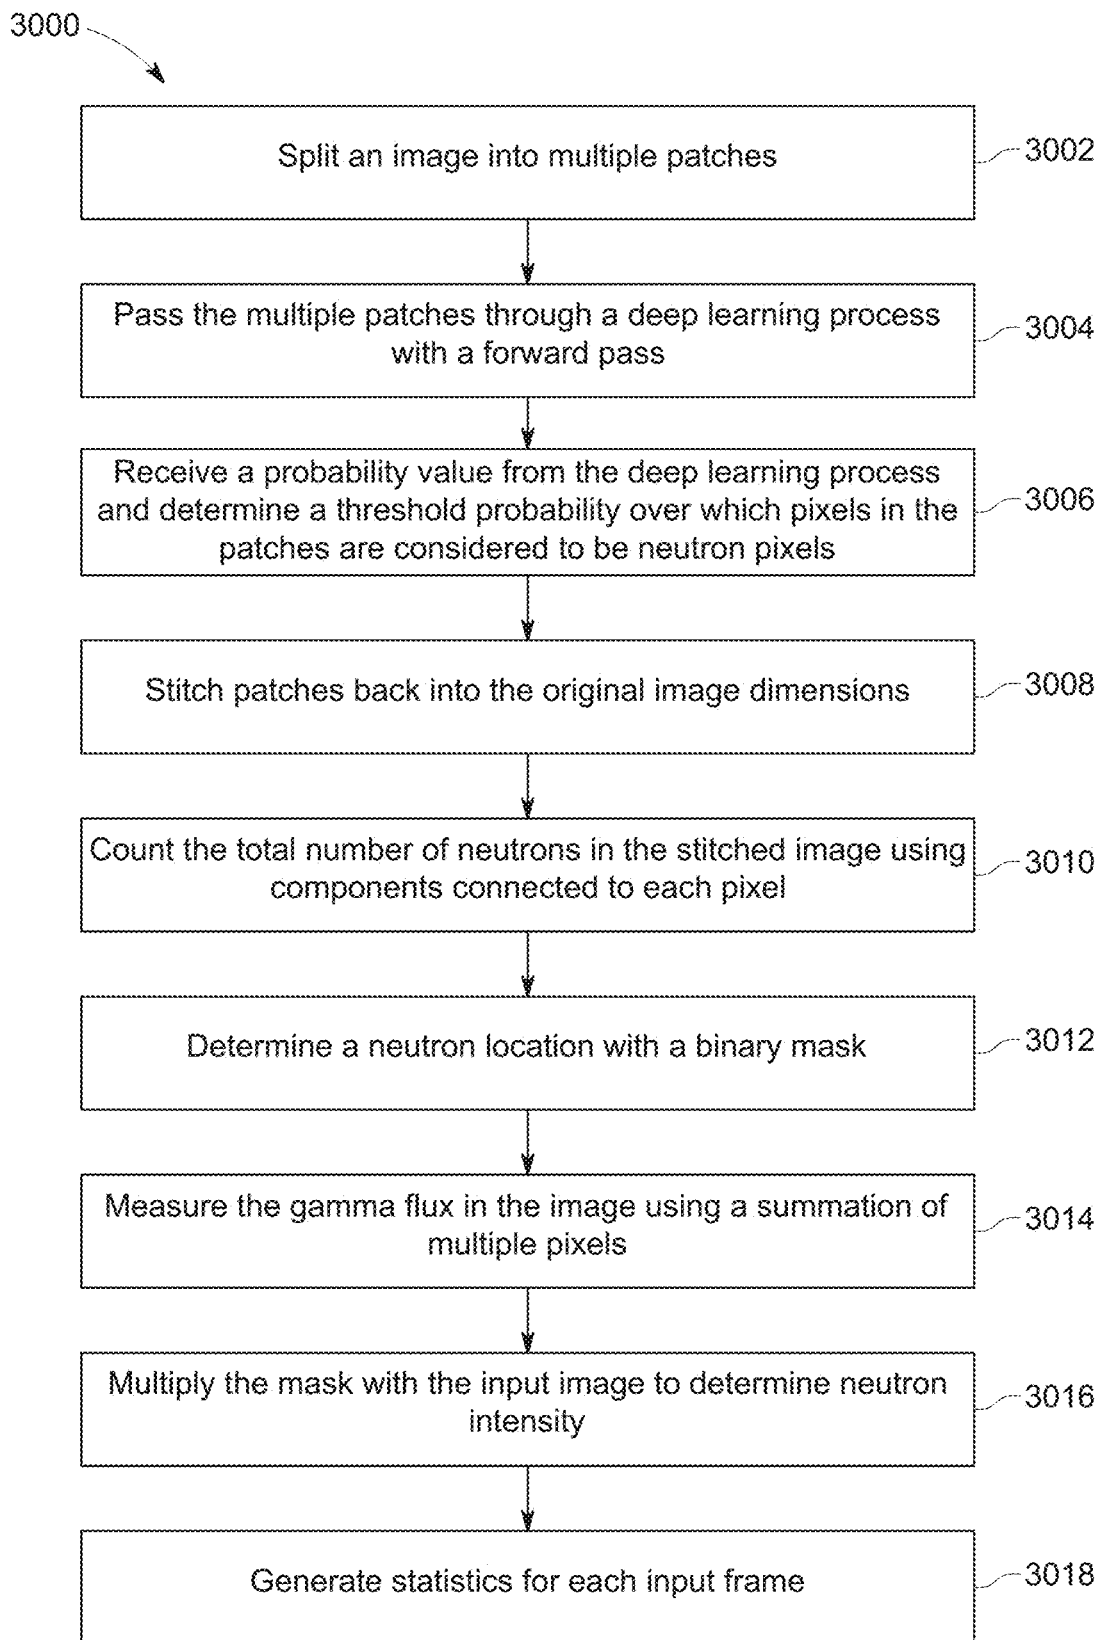 3000
Split an image into multiple patches
3002
Pass the multiple patches through a deep learning process
with a forward pass
3004
Receive a probability value from the deep learning process
and determine a threshold probability over which pixels in the
patches are considered to be neutron pixels
3006
Stitch patches back into the original image dimensions
3008
Count the total number of neutrons in the stitched image using
components connected to each pixel
3010
Determine a neutron location with a binary mask
3012
Measure the gamma flux in the image using a summation of
multiple pixels
3014
Multiply the mask with the input image to determine neutron
intensity
3016
Generate statistics for each input frame
3018